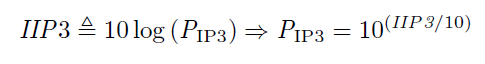 IIP3 ≜ 10 log (P_IP3) ⇒ P_IP3 = 10^(IIP3/10)